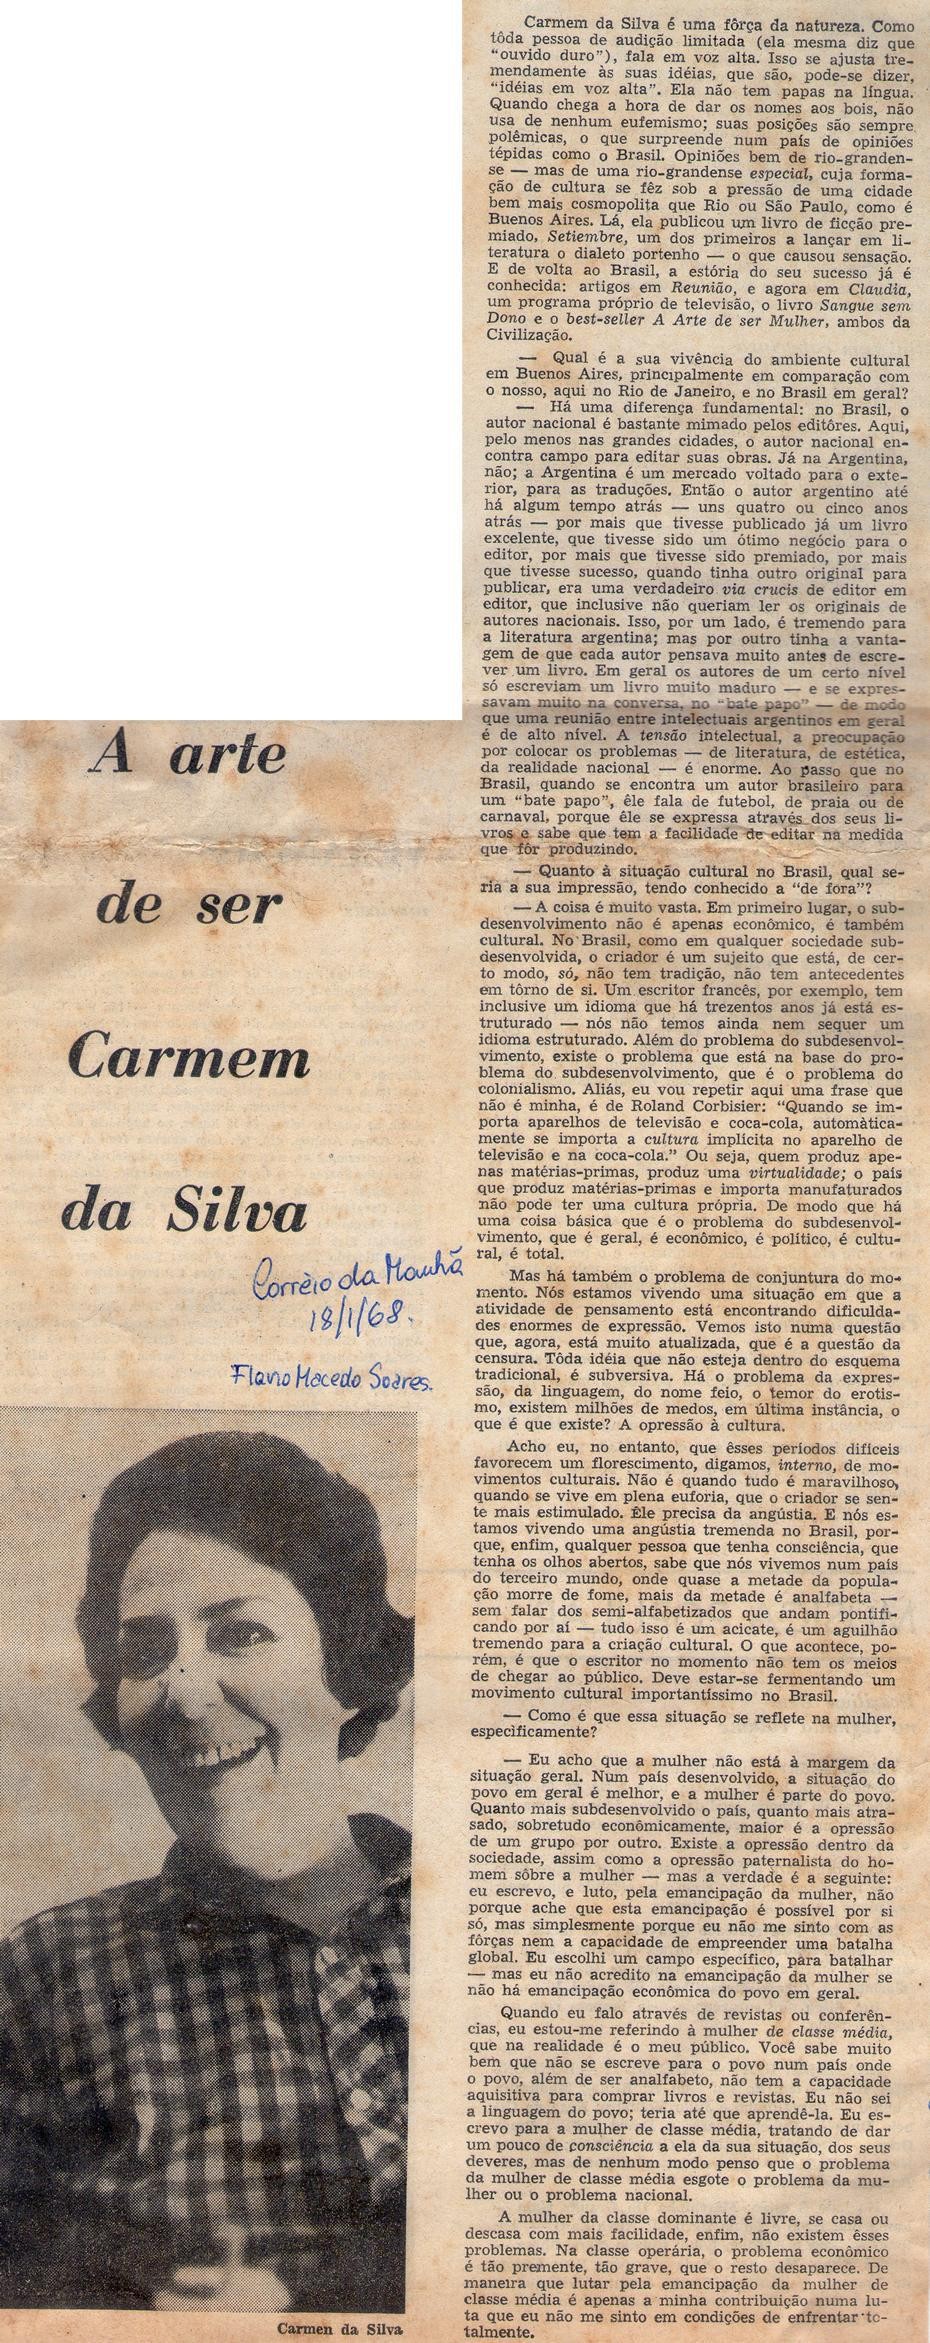 A arte
de ser
Carmem
da Silva
Corrèio da Manhã
18/1/68.
Flavio Macedo Soares.
Carmen da Silva
Carmem da Silva é uma fôrça da natureza. Como
tôda pessoa de audição limitada (ela mesma diz que
"ouvido duro"), fala em voz alta. Isso se ajusta tre-
mendamente às suas idéias, que são, pode-se dizer,
"idéias em voz alta". Ela não tem papas na língua.
Quando chega a hora de dar os nomes aos bois, não
usa de nenhum eufemismo; suas posições são sempre
polêmicas, o que surpreende num país de opiniões
tépidas como o Brasil. Opiniões bem de rio-granden-
se — mas de uma rio-grandense especial, cuja forma-
ção de cultura se fêz sob a pressão de uma cidade
bem mais cosmopolita que Rio ou São Paulo, como é
Buenos Aires. Lá, ela publicou um livro de ficção pre-
miado, Setiembre, um dos primeiros a lançar em li-
teratura o dialeto portenho — o que causou sensação.
E de volta ao Brasil, a estória do seu sucesso já é
conhecida: artigos em Reunião, e agora em Claudia,
um programa próprio de televisão, o livro Sangue sem
Dono e o best-seller A Arte de ser Mulher, ambos da
Civilização.
— Qual é a sua vivência do ambiente cultural
em Buenos Aires, principalmente em comparação com
o nosso, aqui no Rio de Janeiro, e no Brasil em geral?
— Há uma diferença fundamental: no Brasil, o
autor nacional é bastante mimado pelos editôres. Aqui,
pelo menos nas grandes cidades, o autor nacional en-
contra campo para editar suas obras. Já na Argentina,
não; a Argentina é um mercado voltado para o exte-
rior, para as traduções. Então o autor argentino até
há algum tempo atrás — uns quatro ou cinco anos
atrás — por mais que tivesse publicado já um livro
excelente, que tivesse sido um ótimo negócio para o
editor, por mais que tivesse sido premiado, por mais
que tivesse sucesso, quando tinha outro original para
publicar, era uma verdadeiro via crucis de editor em
editor, que inclusive não queriam ler os originais de
autores nacionais. Isso, por um lado, é tremendo para
a literatura argentina; mas por outro tinha a vanta-
gem de que cada autor pensava muito antes de escre-
ver um livro. Em geral os autores de um certo nível
só escreviam um livro muito maduro — e se expres-
savam muito na conversa, no "bate papo" — de modo
que uma reunião entre intelectuais argentinos em geral
é de alto nível. A tensão intelectual, a preocupação
por colocar os problemas — de literatura, de estética,
da realidade nacional — é enorme. Ao passo que no
Brasil, quando se encontra um autor brasileiro para
um "bate papo", êle fala de futebol, de praia ou de
carnaval, porque êle se expressa através dos seus li-
vros e sabe que tem a facilidade de editar na medida
que fôr produzindo.
— Quanto à situação cultural no Brasil, qual se-
ria a sua impressão, tendo conhecido a "de fora"?
— A coisa é muito vasta. Em primeiro lugar, o sub-
desenvolvimento não é apenas econômico, é também
cultural. No Brasil, como em qualquer sociedade sub-
desenvolvida, o criador é um sujeito que está, de cer-
to modo, só, não tem tradição, não tem antecedentes
em tôrno de si. Um escritor francês, por exemplo, tem
inclusive um idioma que há trezentos anos já está es-
truturado — nós não temos ainda nem sequer um
idioma estruturado. Além do problema do subdesenvol-
vimento, existe o problema que está na base do pro-
blema do subdesenvolvimento, que é o problema do
colonialismo. Aliás, eu vou repetir aqui uma frase que
não é minha, é de Roland Corbisier: "Quando se im-
porta aparelhos de televisão e coca-cola, automàtica-
mente se importa a cultura implícita no aparelho de
televisão e na coca-cola." Ou seja, quem produz ape-
nas matérias-primas, produz uma virtualidade; o país
que produz matérias-primas e importa manufaturados
não pode ter uma cultura própria. De modo que há
uma coisa básica que é o problema do subdesenvol-
vimento, que é geral, é econômico, é político, é cultu-
ral, é total.
Mas há também o problema de conjuntura do mo-
mento. Nós estamos vivendo uma situação em que a
atividade de pensamento está encontrando dificulda-
des enormes de expressão. Vemos isto numa questão
que, agora, está muito atualizada, que é a questão da
censura. Tôda idéia que não esteja dentro do esquema
tradicional, é subversiva. Há o problema da expres-
são, da linguagem, do nome feio, o temor do erotis-
mo, existem milhões de medos, em última instância, o
que é que existe? A opressão à cultura.
Acho eu, no entanto, que êsses períodos difíceis
favorecem um florescimento, digamos, interno, de mo-
vimentos culturais. Não é quando tudo é maravilhoso,
quando se vive em plena euforia, que o criador se sen-
te mais estimulado. Êle precisa da angústia. E nós es-
tamos vivendo uma angústia tremenda no Brasil, por-
que, enfim, qualquer pessoa que tenha consciência, que
tenha os olhos abertos, sabe que nós vivemos num país
do terceiro mundo, onde quase a metade da popula-
ção morre de fome, mais da metade é analfabeta —
sem falar dos semi-alfabetizados que andam pontifi-
cando por aí — tudo isso é um acicate, é um aguilhão
tremendo para a criação cultural. O que acontece, po-
rém, é que o escritor no momento não tem os meios
de chegar ao público. Deve estar-se fermentando um
movimento cultural importantíssimo no Brasil.
— Como é que essa situação se reflete na mulher,
especìficamente?
— Eu acho que a mulher não está à margem da
situação geral. Num país desenvolvido, a situação do
povo em geral é melhor, e a mulher é parte do povo.
Quanto mais subdesenvolvido o país, quanto mais atra-
sado, sobretudo econômicamente, maior é a opressão
de um grupo por outro. Existe a opressão dentro da
sociedade, assim como a opressão paternalista do ho-
mem sôbre a mulher — mas a verdade é a seguinte:
eu escrevo, e luto, pela emancipação da mulher, não
porque ache que esta emancipação é possível por si
só, mas simplesmente porque eu não me sinto com as
fôrças nem a capacidade de empreender uma batalha
global. Eu escolhi um campo específico, para batalhar
— mas eu não acredito na emancipação da mulher se
não há emancipação econômica do povo em geral.
Quando eu falo através de revistas ou conferên-
cias, eu estou-me referindo à mulher de classe média,
que na realidade é o meu público. Você sabe muito
bem que não se escreve para o povo num país onde
o povo, além de ser analfabeto, não tem a capacidade
aquisitiva para comprar livros e revistas. Eu não sei
a linguagem do povo; teria até que aprendê-la. Eu es-
crevo para a mulher de classe média, tratando de dar
um pouco de consciência a ela da sua situação, dos seus
deveres, mas de nenhum modo penso que o problema
da mulher de classe média esgote o problema da mu-
lher ou o problema nacional.
A mulher da classe dominante é livre, se casa ou
descasa com mais facilidade, enfim, não existem êsses
problemas. Na classe operária, o problema econômico
é tão premente, tão grave, que o resto desaparece. De
maneira que lutar pela emancipação da mulher de
classe média é apenas a minha contribuição numa lu-
ta que eu não me sinto em condições de enfrentar to-
talmente.